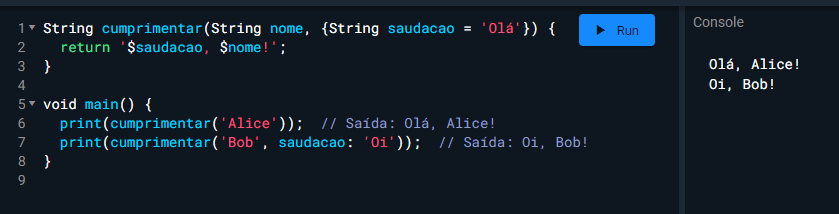 1 String cumprimentar(String nome, {String saudacao = 'Olá'}) {
2 return '$saudacao, $nome!';
3 }
4
5 void main() {
6 print(cumprimentar('Alice')); // Saída: Olá, Alice!
7 print(cumprimentar('Bob', saudacao: 'Oi')); // Saída: Oi, Bob!
8 }
9
Run
Console
Olá, Alice!
Oi, Bob!